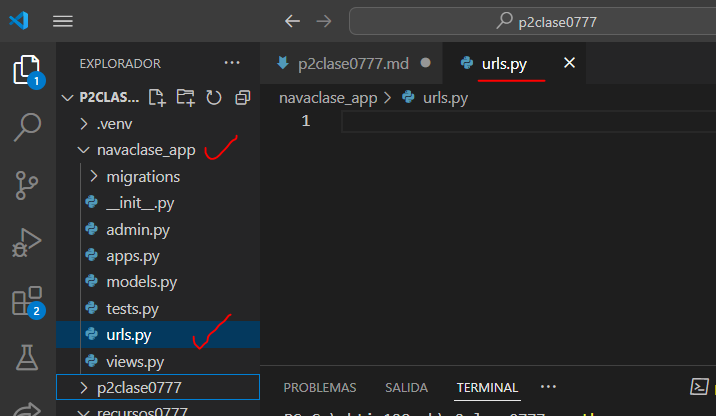 p2clase0777
EXPLORADOR
p2clase0777.md
urls.py
P2CLAS...
navaclase_app > urls.py
1
.venv
navaclase_app
migrations
__init__.py
admin.py
apps.py
models.py
tests.py
urls.py
views.py
p2clase0777
recursos0777
PROBLEMAS
SALIDA
TERMINAL
1
2